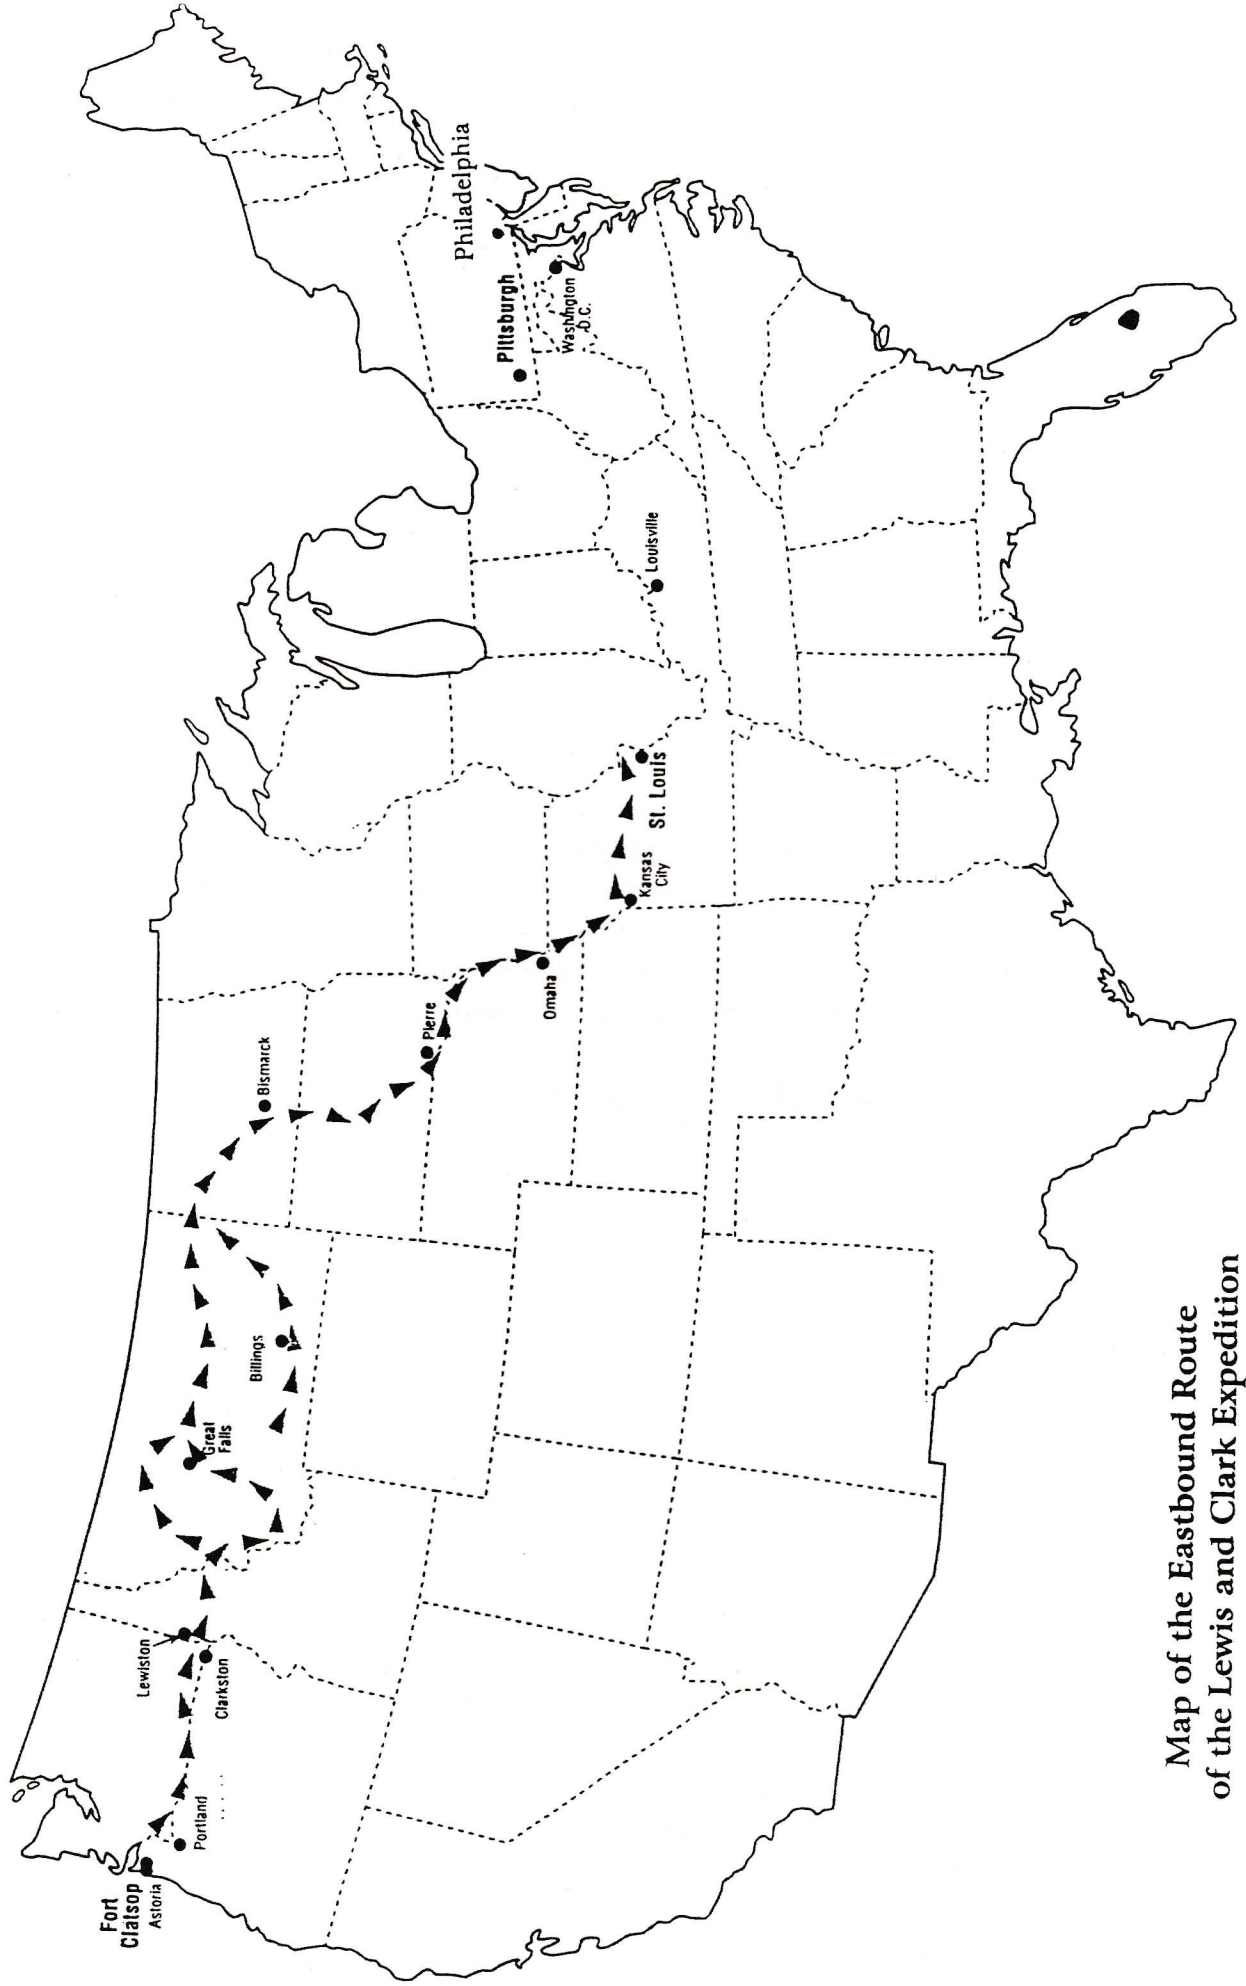 Fort
Clatsop
Astoria
Portland
Lewiston
Clarkston
Great
Falls
Billings
Bismarck
Pierre
Omaha
Kansas
City
St. Louis
Louisville
Pittsburgh
Philadelphia
Washington
D.C.
Map of the Eastbound Route
of the Lewis and Clark Expedition